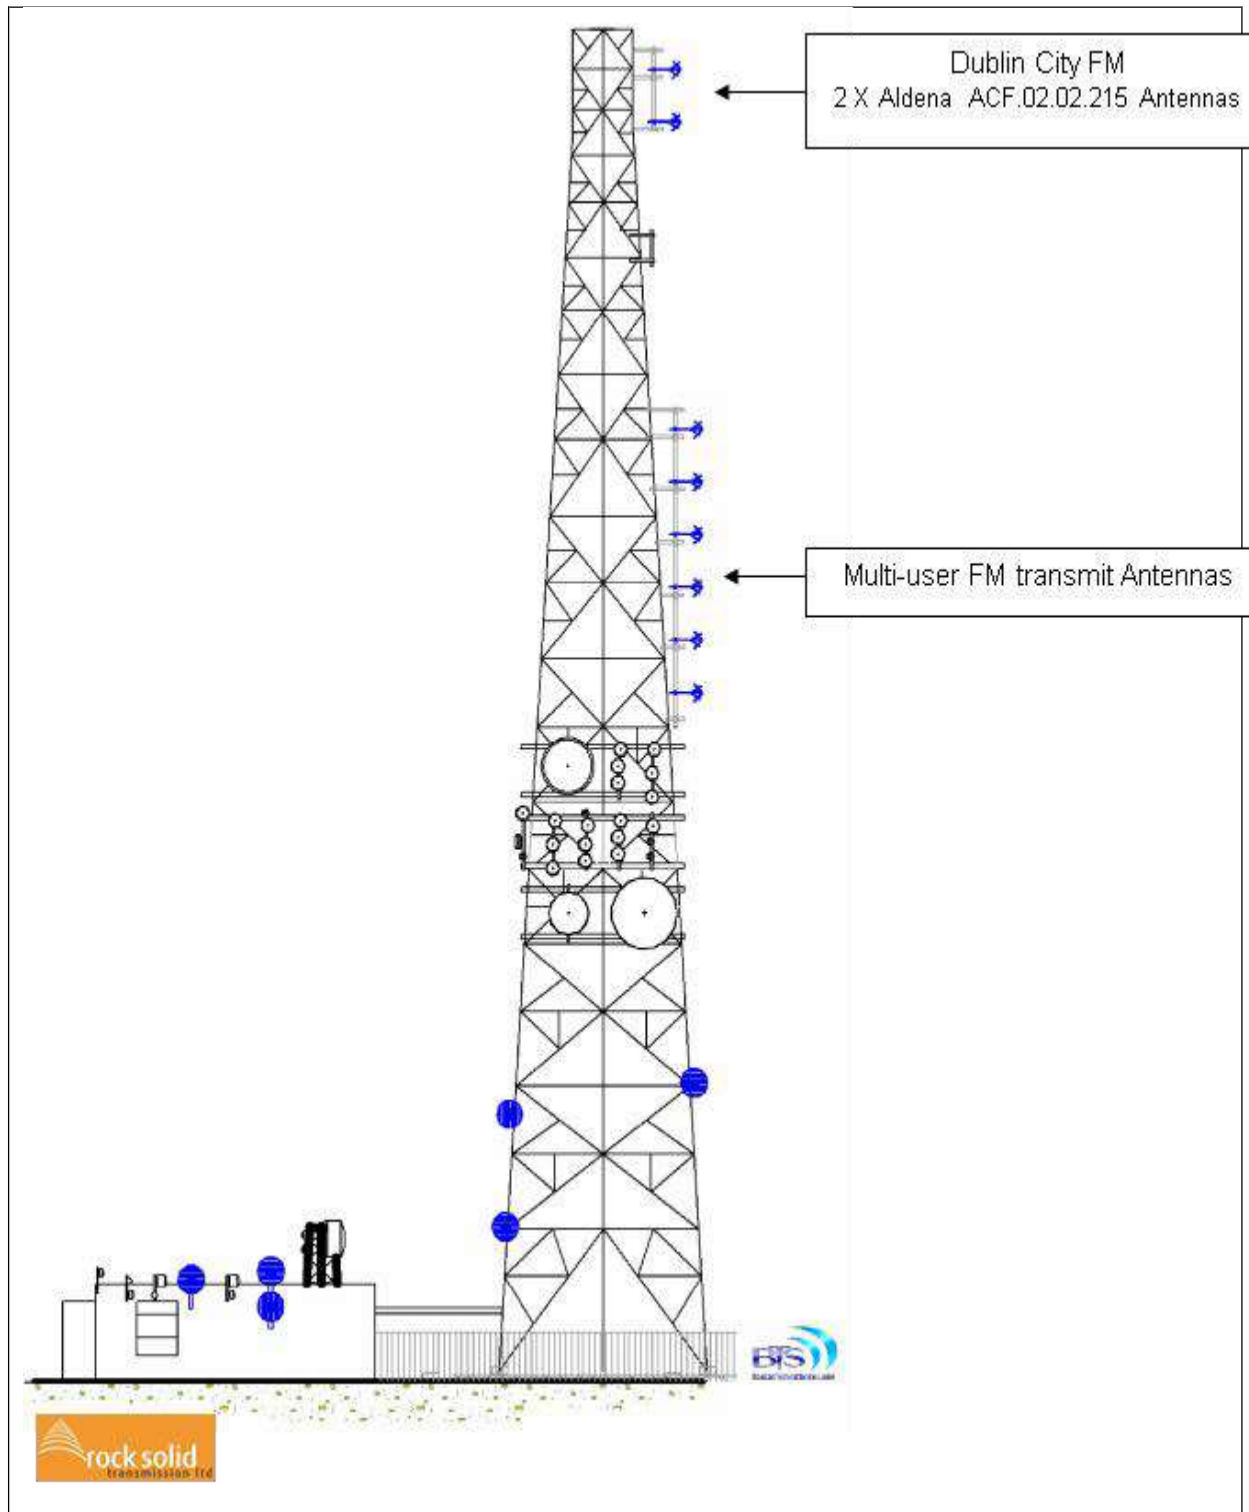 Dublin City FM
2 X Aldena ACF.02.02.215 Antennas
Multi-user FM transmit Antennas
BTS
rock solid
transmission ltd